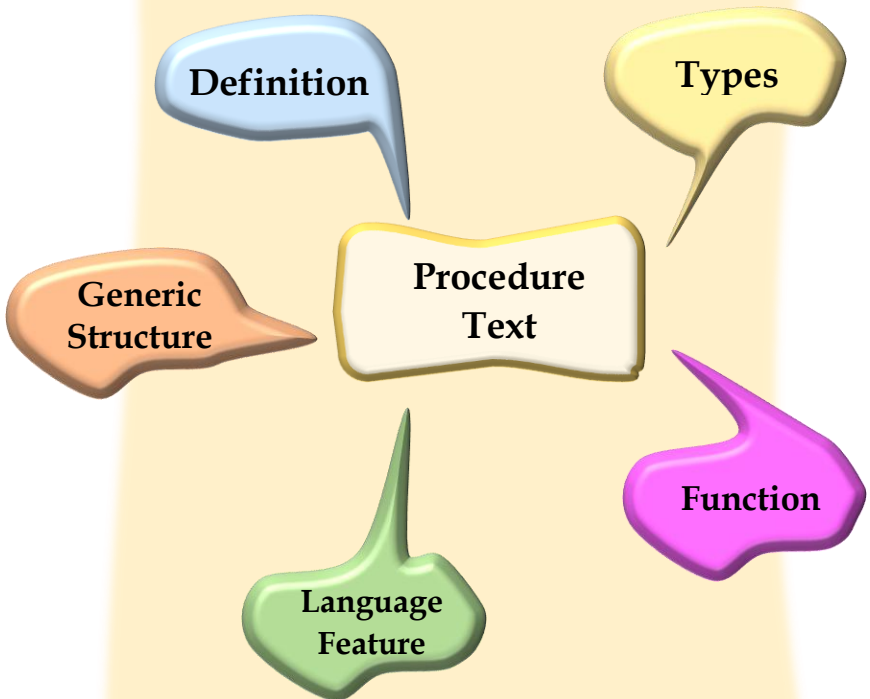 Definition
Types
Procedure
Text
Generic
Structure
Function
Language
Feature